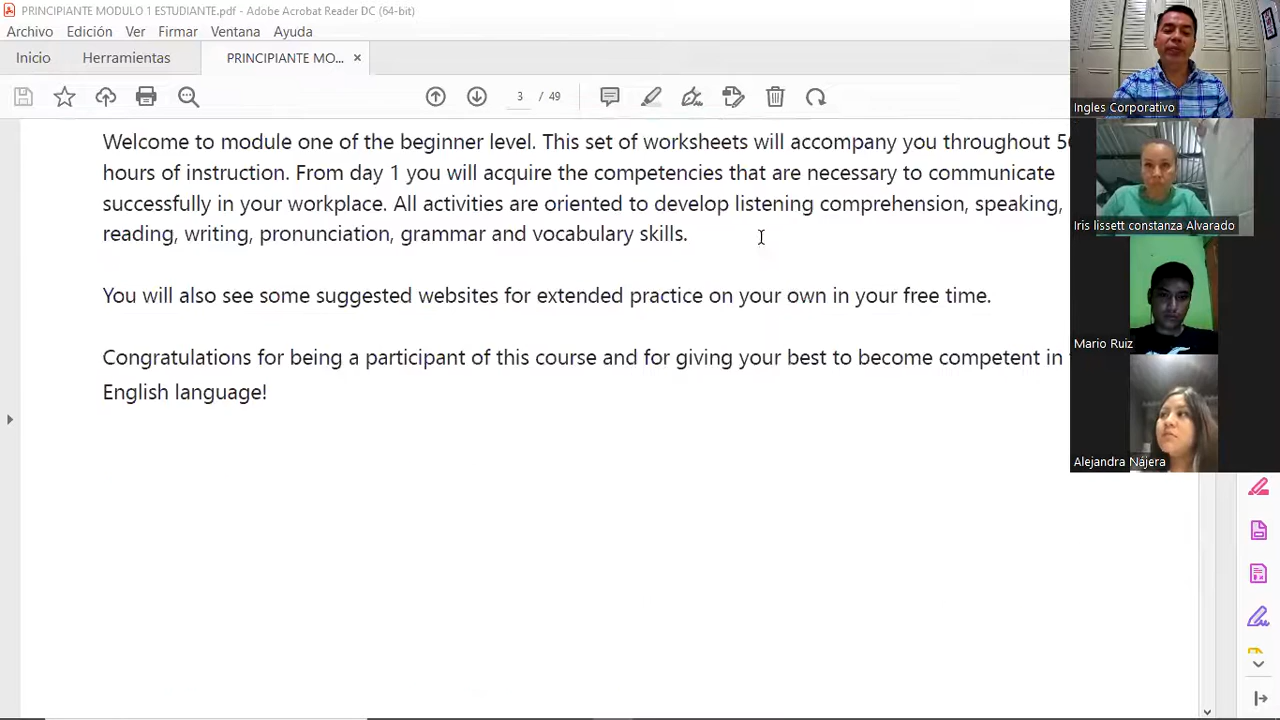 PRINCIPIANTE MODULO 1 ESTUDIANTE.pdf - Adobe Acrobat Reader DC (64-bit)
Archivo Edición Ver Firmar Ventana Ayuda
Inicio Herramientas PRINCIPIANTE MO... ×
3 / 49
Welcome to module one of the beginner level. This set of worksheets will accompany you throughout
hours of instruction. From day 1 you will acquire the competencies that are necessary to communicate
successfully in your workplace. All activities are oriented to develop listening comprehension, speaking,
reading, writing, pronunciation, grammar and vocabulary skills.
You will also see some suggested websites for extended practice on your own in your free time.
Congratulations for being a participant of this course and for giving your best to become competent in
English language!
Ingles Corporativo
Iris lissett constanza Alvarado
Mario Ruiz
Alejandra Nájera